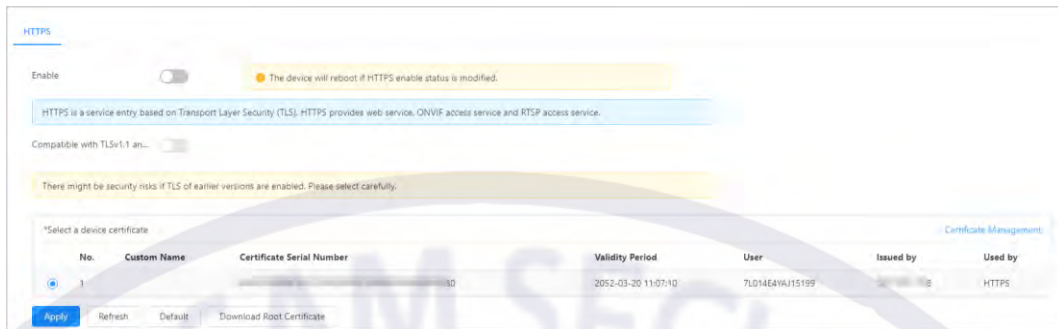 HTTPS
Enable
The device will reboot if HTTPS enable status is modified.
HTTPS is a service entry based on Transport Layer Security (TLS). HTTPS provides web service, ONVIF access service and RTSP access service.
Compatible with TLSv1.1 an...
There might be security risks if TLS of earlier versions are enabled. Please select carefully.
*Select a device certificate Certificate Management
No. Custom Name Certificate Serial Number Validity Period User Issued by Used by
1 2052-03-20 11:07:10 7L014E4YAJ15199 HTTPS
Apply Refresh Default Download Root Certificate